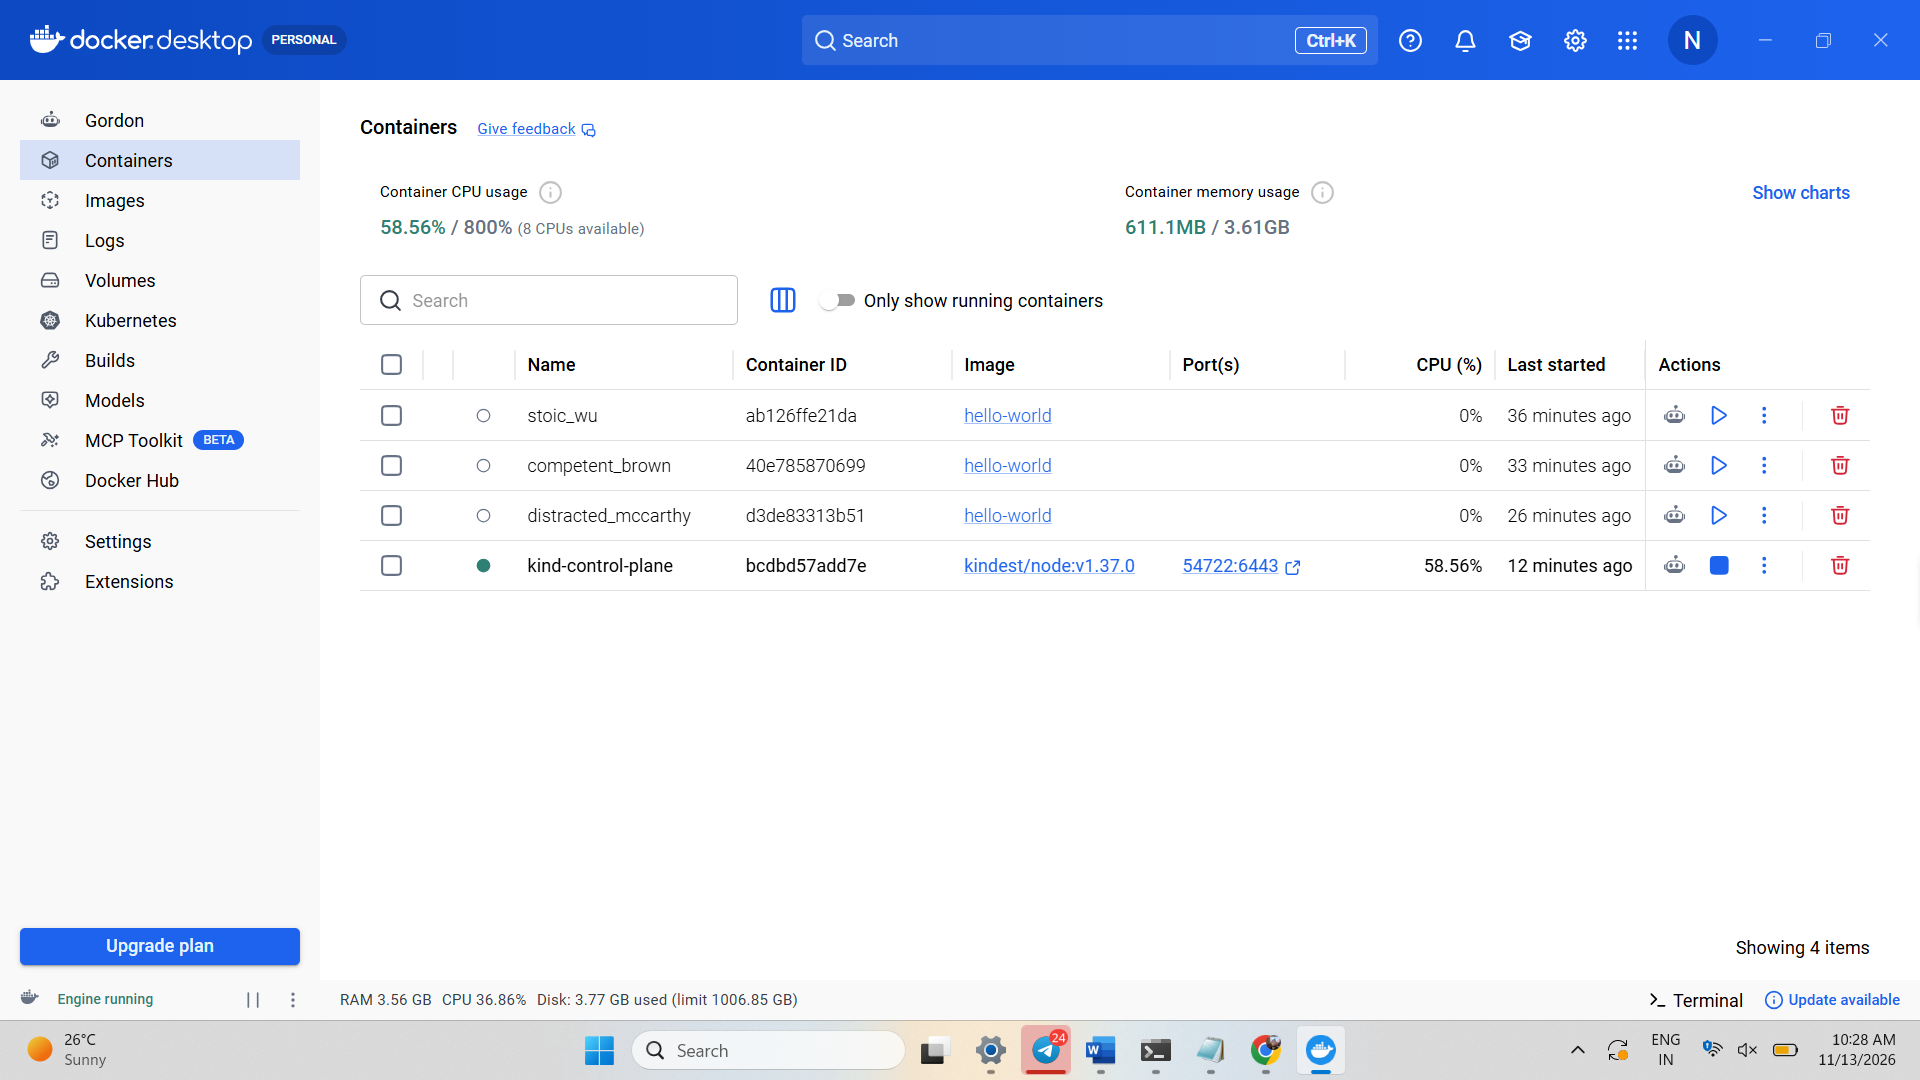 docker.desktop PERSONAL Search Ctrl+K N
Gordon
Containers
Images
Logs
Volumes
Kubernetes
Builds
Models
MCP Toolkit BETA
Docker Hub
Settings
Extensions
Upgrade plan
Containers Give feedback
Container CPU usage
58.56% / 800% (8 CPUs available)
Container memory usage
611.1MB / 3.61GB
Show charts
Search
Only show running containers
Name Container ID Image Port(s) CPU (%) Last started Actions
stoic_wu ab126ffe21da hello-world 0% 36 minutes ago
competent_brown 40e785870699 hello-world 0% 33 minutes ago
distracted_mccarthy d3de83313b51 hello-world 0% 26 minutes ago
kind-control-plane bcdbd57add7e kindest/node:v1.37.0 54722:6443 58.56% 12 minutes ago
Showing 4 items
Engine running
RAM 3.56 GB CPU 36.86% Disk: 3.77 GB used (limit 1006.85 GB)
Terminal
Update available
26°C
Sunny
Search
24
W
ENG
IN
10:28 AM
11/13/2026